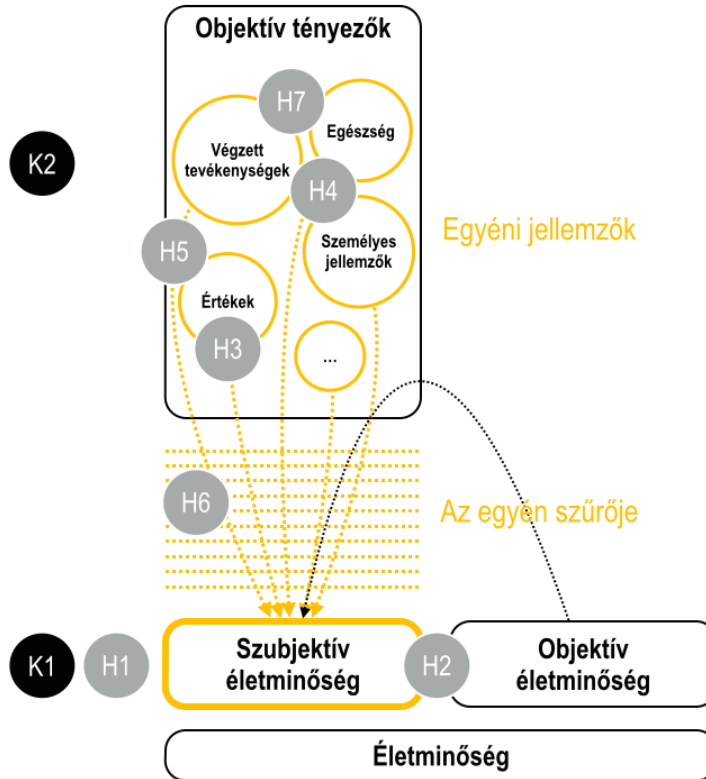 Objektív tényezők
H7
Egészség
Végzett
tevékenységek
K2
H4
Egyéni jellemzők
H5
Személyes
jellemzők
Értékek
H3
...
H6
Az egyén szűrője
K1
H1
Szubjektív
életminőség
H2
Objektív
életminőség
Életminőség